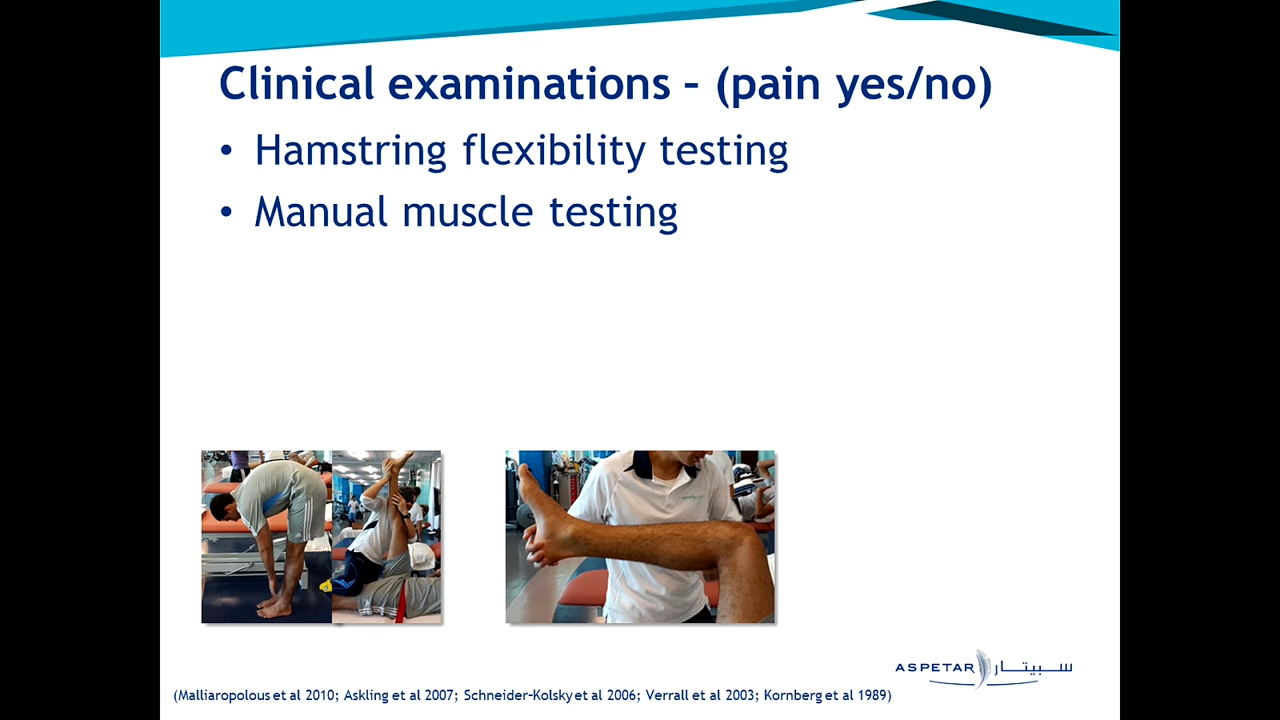 Clinical examinations – (pain yes/no)
• Hamstring flexibility testing
• Manual muscle testing
ASPETAR سبيتار
(Malliaropolous et al 2010; Askling et al 2007; Schneider-Kolsky et al 2006; Verrall et al 2003; Kornberg et al 1989)